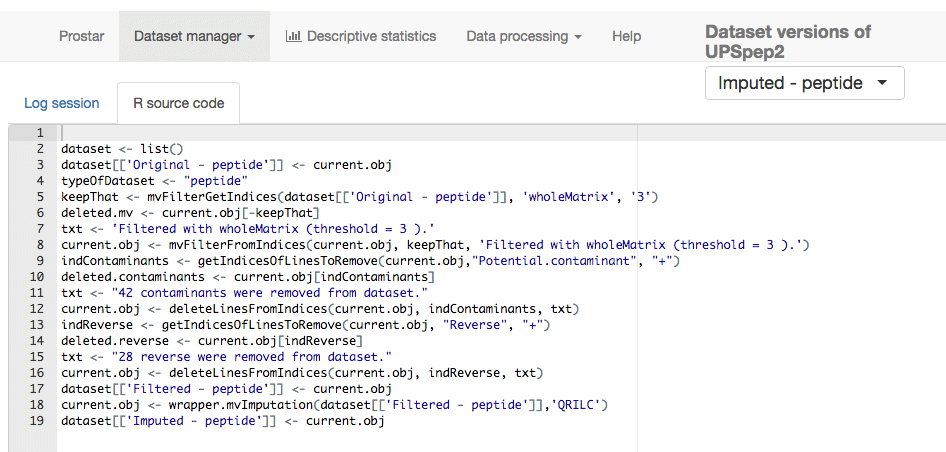 Prostar Dataset manager Descriptive statistics Data processing Help
Dataset versions of
UPSpep2
Imputed - peptide
Log session R source code
1
2 dataset <- list()
3 dataset[['Original - peptide']] <- current.obj
4 typeOfDataset <- "peptide"
5 keepThat <- mvFilterGetIndices(dataset[['Original - peptide']], 'wholeMatrix', '3')
6 deleted.mv <- current.obj[-keepThat]
7 txt <- 'Filtered with wholeMatrix (threshold = 3 ).'
8 current.obj <- mvFilterFromIndices(current.obj, keepThat, 'Filtered with wholeMatrix (threshold = 3 ).')
9 indContaminants <- getIndicesOfLinesToRemove(current.obj,"Potential.contaminant", "+")
10 deleted.contaminants <- current.obj[indContaminants]
11 txt <- "42 contaminants were removed from dataset."
12 current.obj <- deleteLinesFromIndices(current.obj, indContaminants, txt)
13 indReverse <- getIndicesOfLinesToRemove(current.obj, "Reverse", "+")
14 deleted.reverse <- current.obj[indReverse]
15 txt <- "28 reverse were removed from dataset."
16 current.obj <- deleteLinesFromIndices(current.obj, indReverse, txt)
17 dataset[['Filtered - peptide']] <- current.obj
18 current.obj <- wrapper.mvImputation(dataset[['Filtered - peptide']],'QRILC')
19 dataset[['Imputed - peptide']] <- current.obj